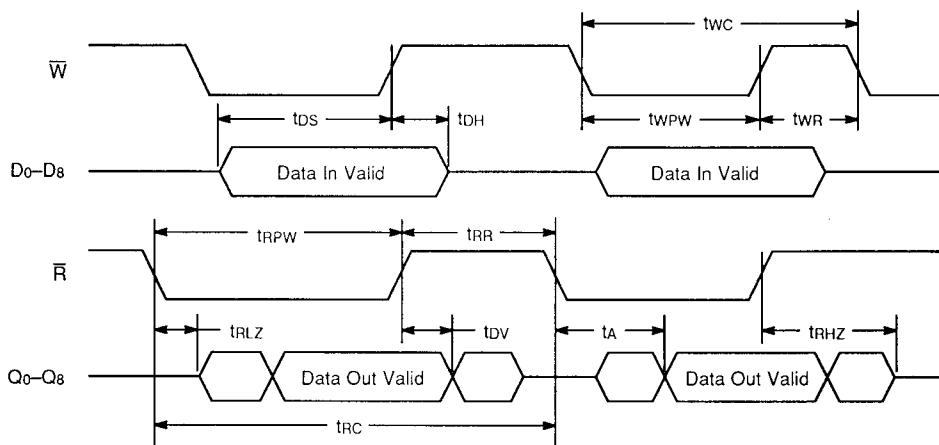 tWC
W̅
tDS tDH tWPW tWR
D0–D8 Data In Valid Data In Valid
tRPW tRR
R̅
tRLZ tDV tA tRHZ
Q0–Q8 Data Out Valid Data Out Valid
tRC